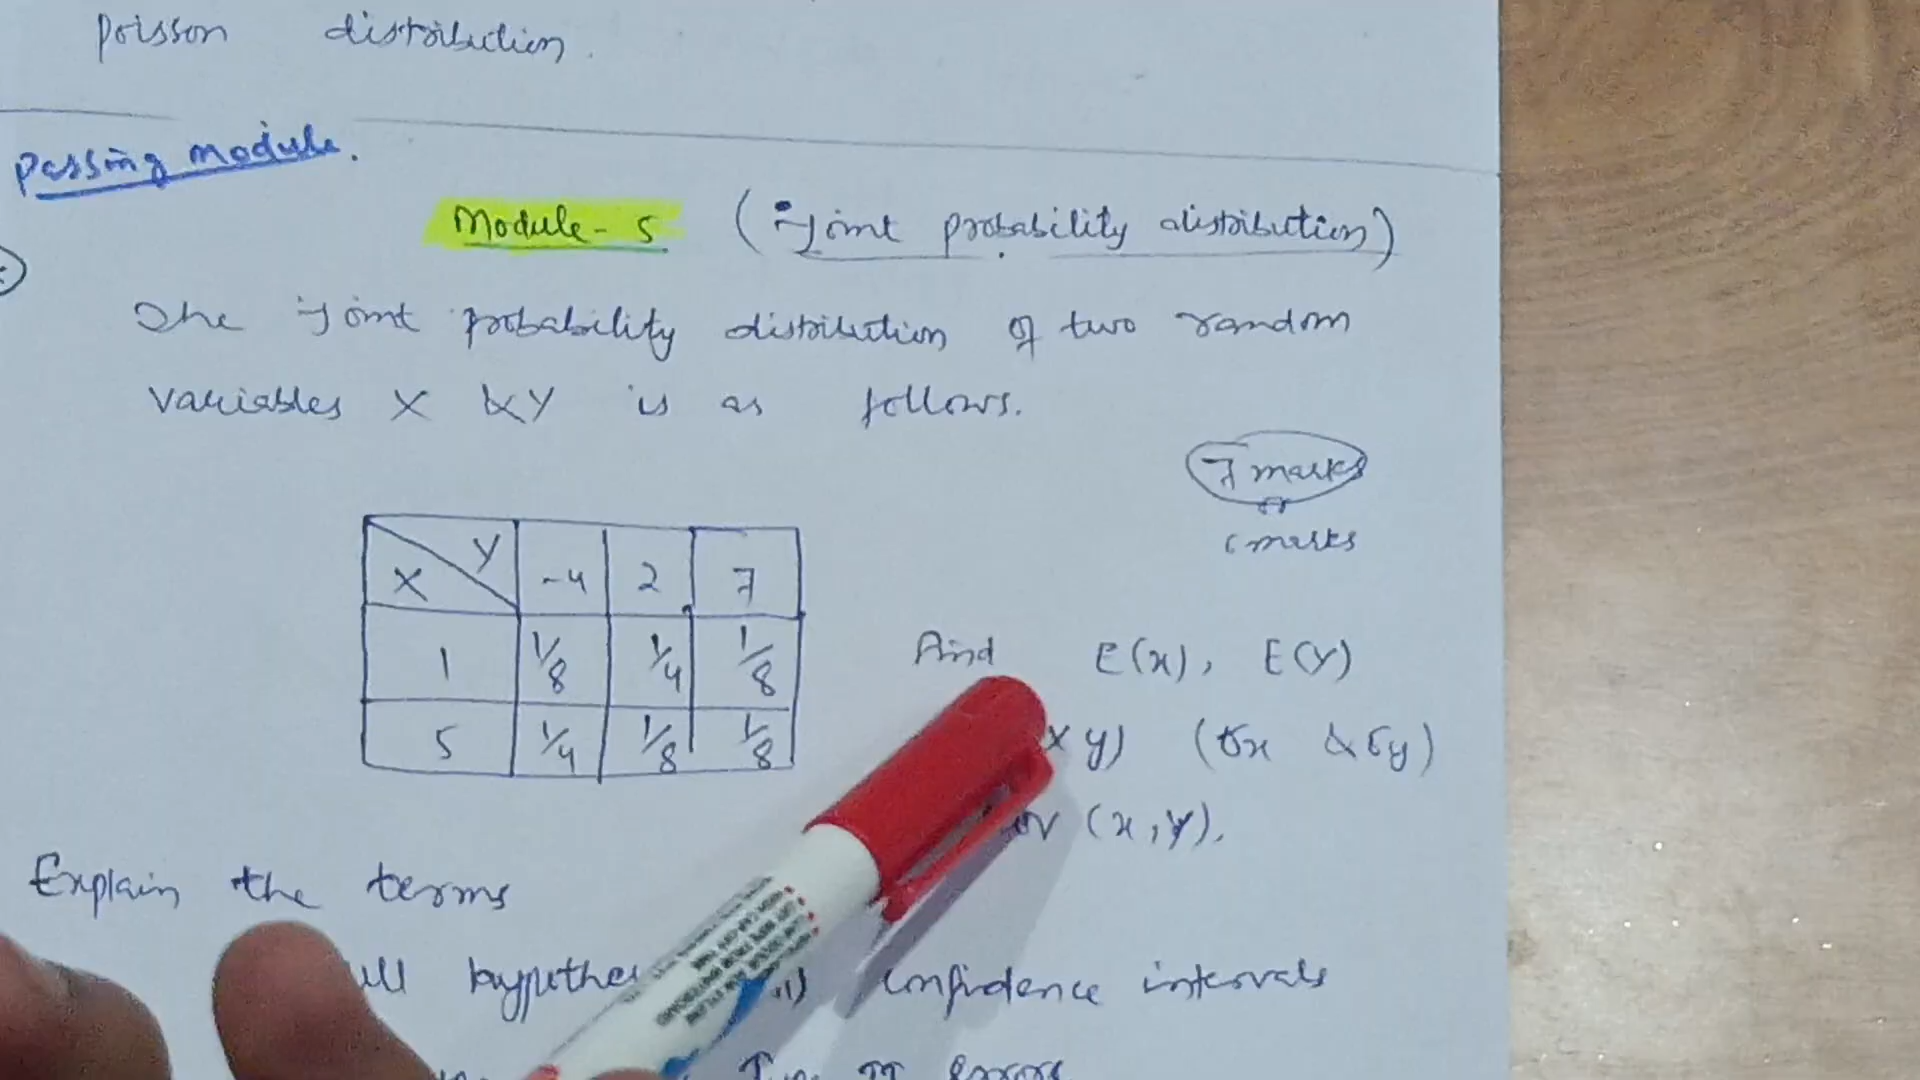 Poisson distribution.
Passing module.
Module-5 (Joint probability distribution)
The joint probability distribution of two random
variables X & Y is as follows.
7 marks
or
6 marks
X Y -4 2 7
1 1/8 1/4 1/8
5 1/4 1/8 1/8
Find E(x), E(Y)
xy) (σx & σy)
(x,y).
Explain the terms
confidence intervals